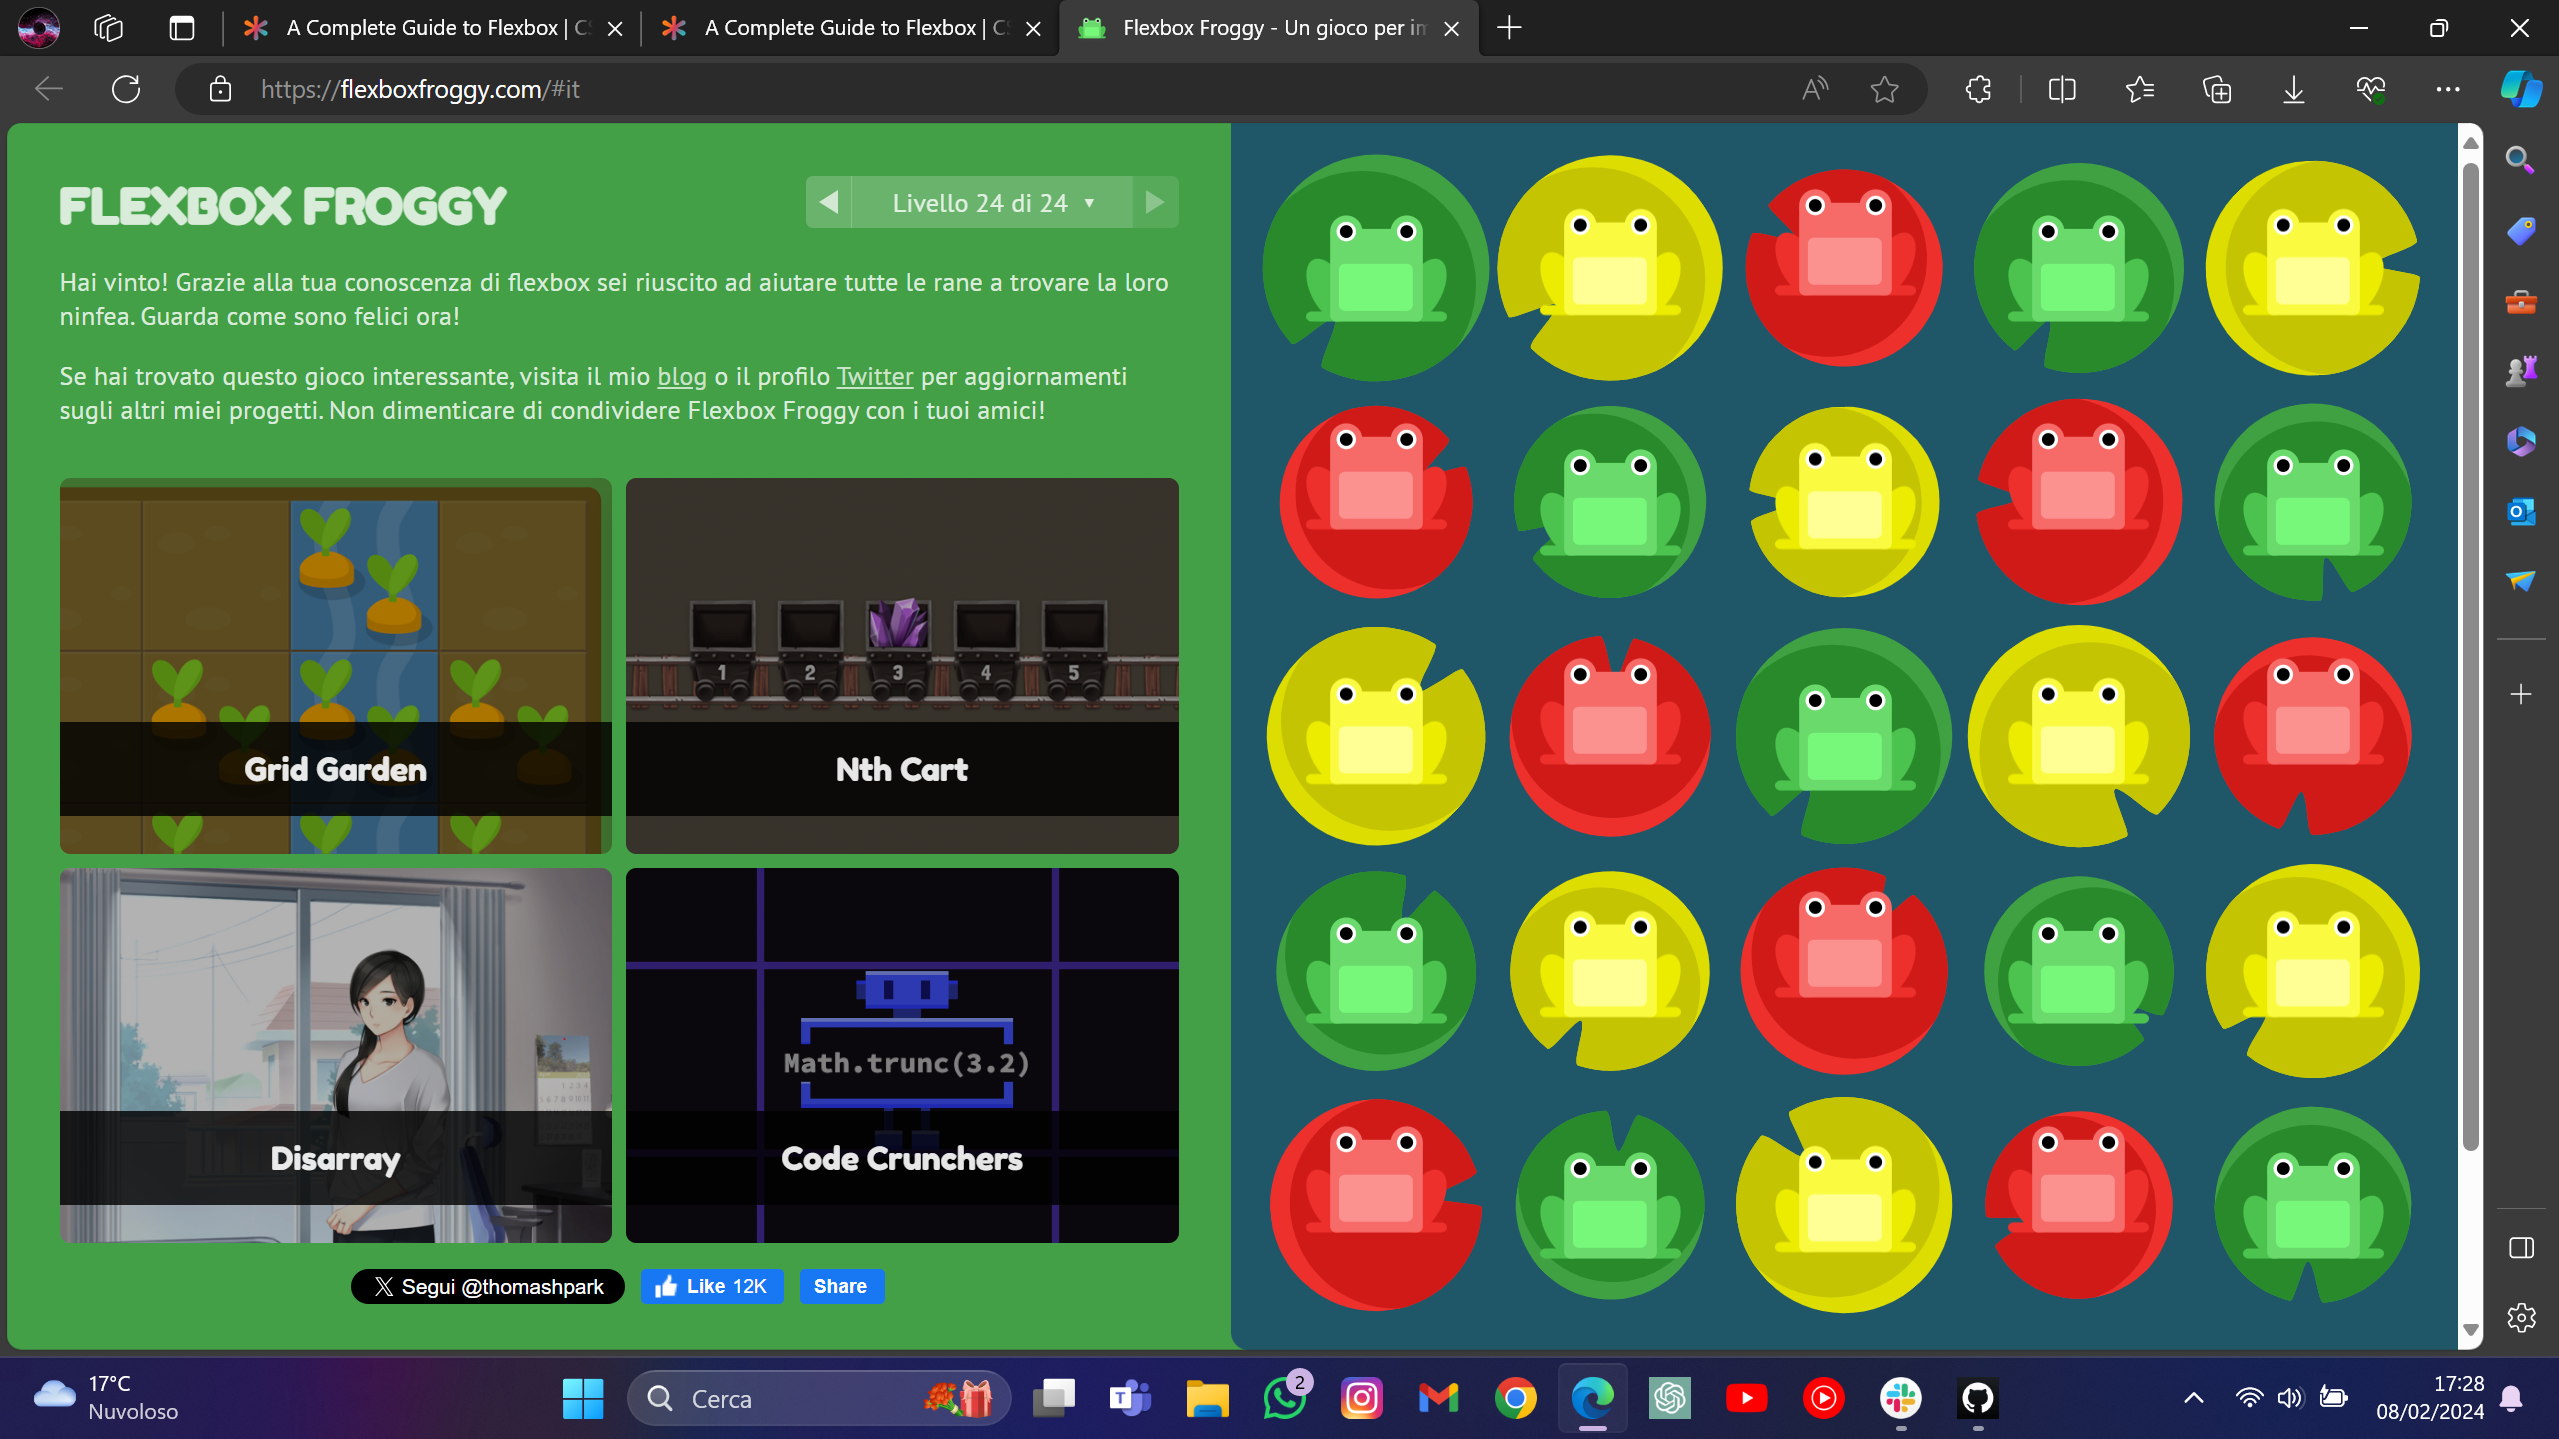 A Complete Guide to Flexbox | CS
A Complete Guide to Flexbox | CS
Flexbox Froggy - Un gioco per im
https://flexboxfroggy.com/#it
FLEXBOX FROGGY
Livello 24 di 24
Hai vinto! Grazie alla tua conoscenza di flexbox sei riuscito ad aiutare tutte le rane a trovare la loro
ninfea. Guarda come sono felici ora!
Se hai trovato questo gioco interessante, visita il mio blog o il profilo Twitter per aggiornamenti
sugli altri miei progetti. Non dimenticare di condividere Flexbox Froggy con i tuoi amici!
1 2 3 4 5
Grid Garden
Nth Cart
Math.trunc(3.2)
Disarray
Code Crunchers
Segui @thomashpark
Like 12K
Share
17°C
Nuvoloso
Cerca
2
17:28
08/02/2024